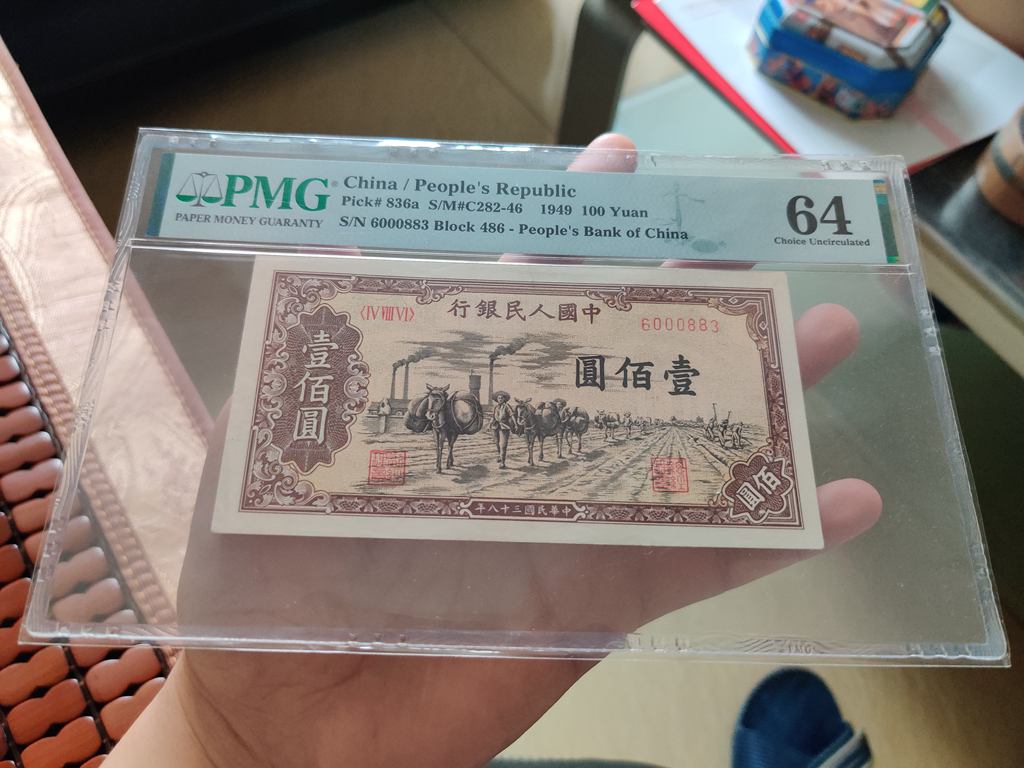 PMG
PAPER MONEY GUARANTY
China / People's Republic
Pick# 836a S/M#C282-46 1949 100 Yuan
S/N 6000883 Block 486 - People's Bank of China
64
Choice Uncirculated
〈IV VIII VI〉
行銀民人國中
6000883
壹佰圓
圓佰壹
佰圓
年八十三國民華中